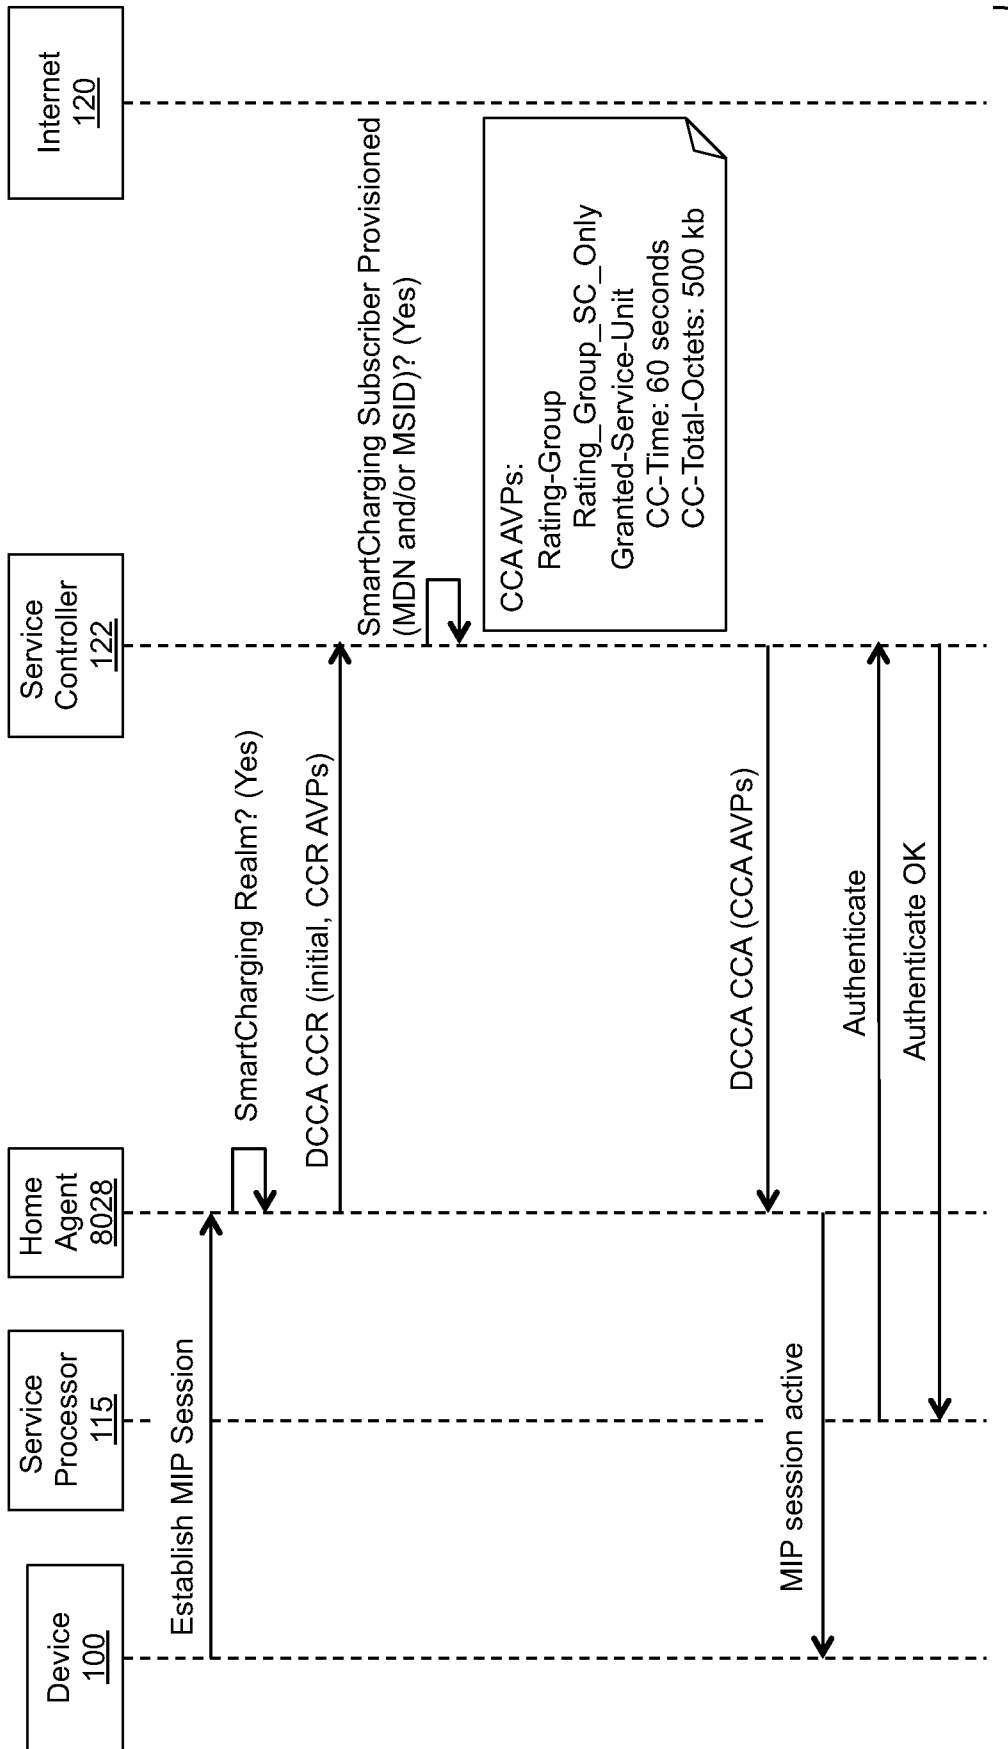 Device
100
Service
Processor
115
Home
Agent
8028
Service
Controller
122
Internet
120
Establish MIP Session
SmartCharging Realm? (Yes)
DCCA CCR (initial, CCR AVPs)
SmartCharging Subscriber Provisioned
(MDN and/or MSID)? (Yes)
CCA AVPs:
Rating-Group
Rating_Group_SC_Only
Granted-Service-Unit
CC-Time: 60 seconds
CC-Total-Octets: 500 kb
DCCA CCA (CCA AVPs)
MIP session active
Authenticate
Authenticate OK